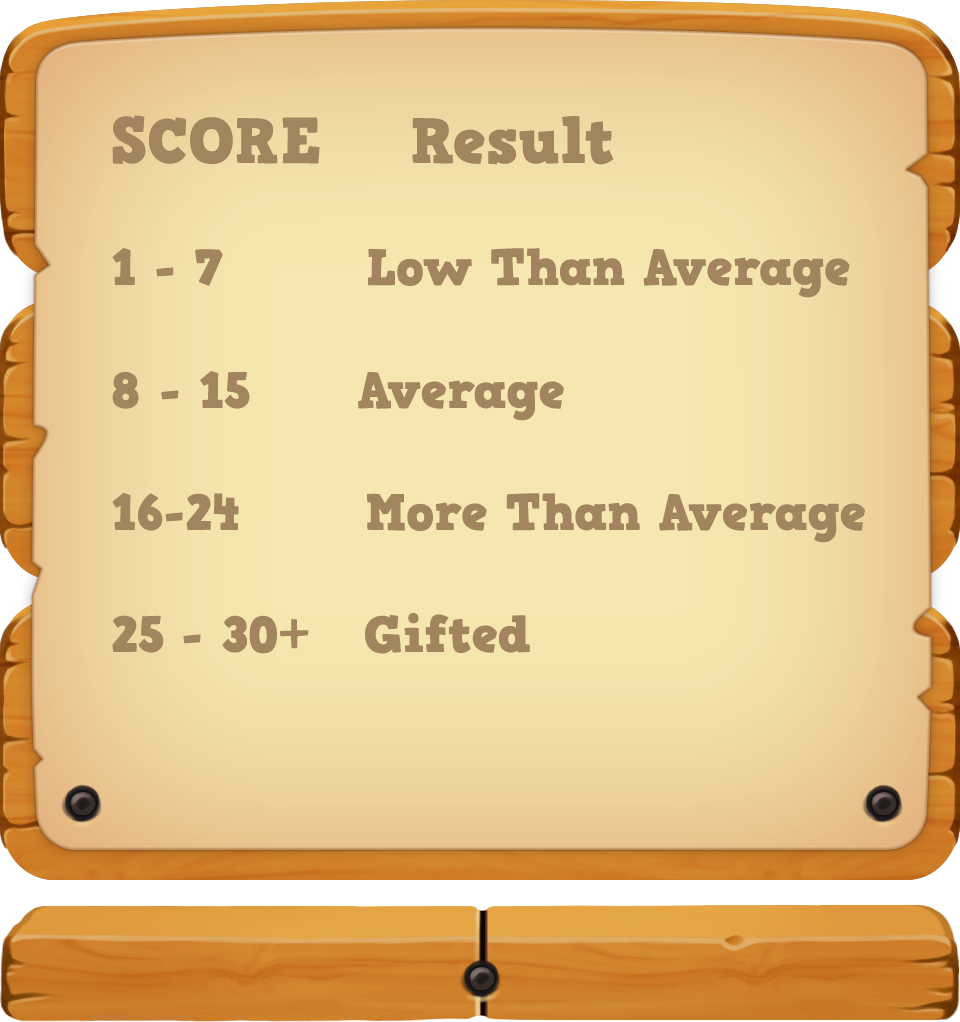 SCORE Result
1 - 7 Low Than Average
8 - 15 Average
16-24 More Than Average
25 - 30+ Gifted